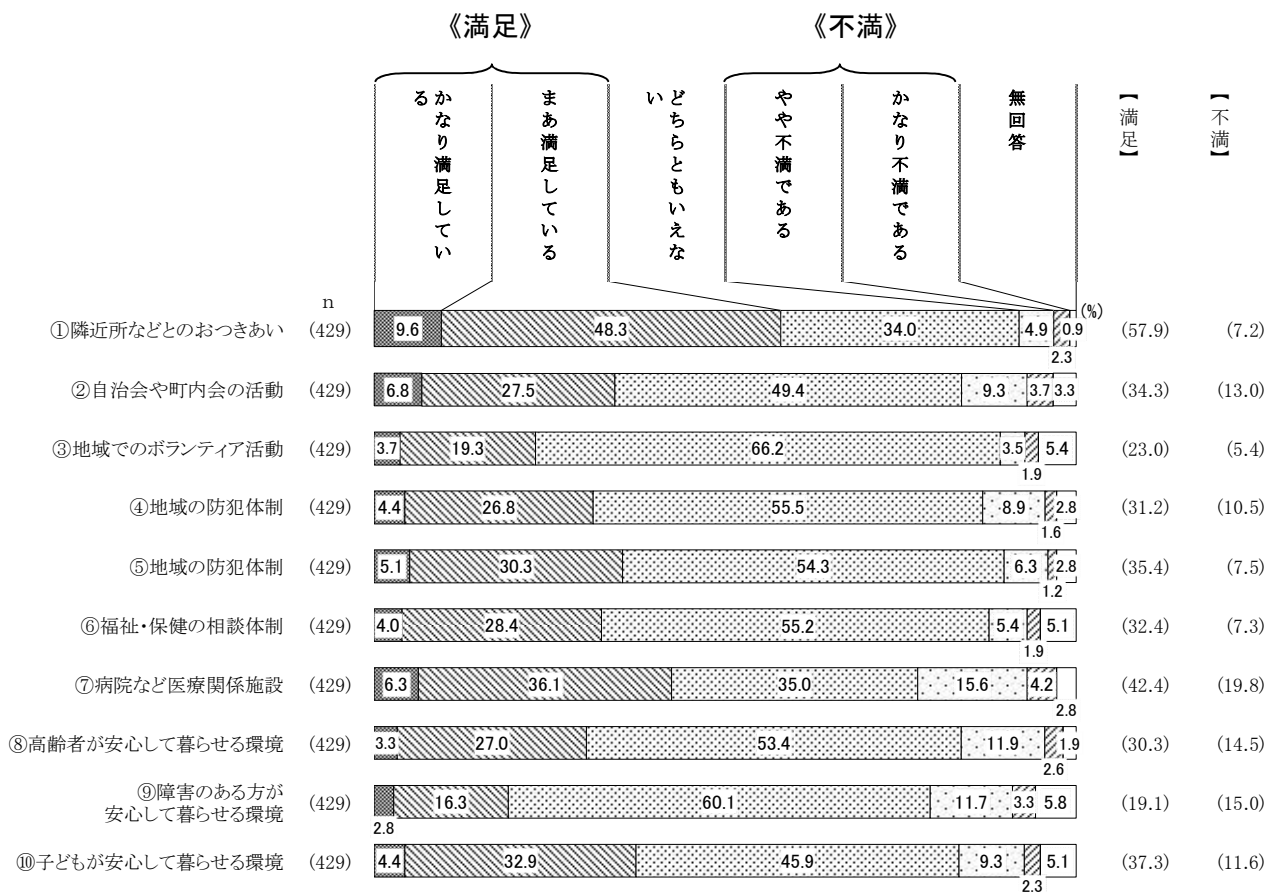 《満足》 《不満》
かなり満足している
まあ満足している
どちらともいえない
やや不満である
かなり不満である
無回答
【満足】
【不満】
n
(%)
①隣近所などとのおつきあい (429) 9.6 48.3 34.0 4.9 2.3 0.9 (57.9) (7.2)
②自治会や町内会の活動 (429) 6.8 27.5 49.4 9.3 3.7 3.3 (34.3) (13.0)
③地域でのボランティア活動 (429) 3.7 19.3 66.2 3.5 1.9 5.4 (23.0) (5.4)
④地域の防犯体制 (429) 4.4 26.8 55.5 8.9 1.6 2.8 (31.2) (10.5)
⑤地域の防犯体制 (429) 5.1 30.3 54.3 6.3 1.2 2.8 (35.4) (7.5)
⑥福祉・保健の相談体制 (429) 4.0 28.4 55.2 5.4 1.9 5.1 (32.4) (7.3)
⑦病院など医療関係施設 (429) 6.3 36.1 35.0 15.6 4.2 2.8 (42.4) (19.8)
⑧高齢者が安心して暮らせる環境 (429) 3.3 27.0 53.4 11.9 2.6 1.9 (30.3) (14.5)
⑨障害のある方が
安心して暮らせる環境 (429) 2.8 16.3 60.1 11.7 3.3 5.8 (19.1) (15.0)
⑩子どもが安心して暮らせる環境 (429) 4.4 32.9 45.9 9.3 2.3 5.1 (37.3) (11.6)